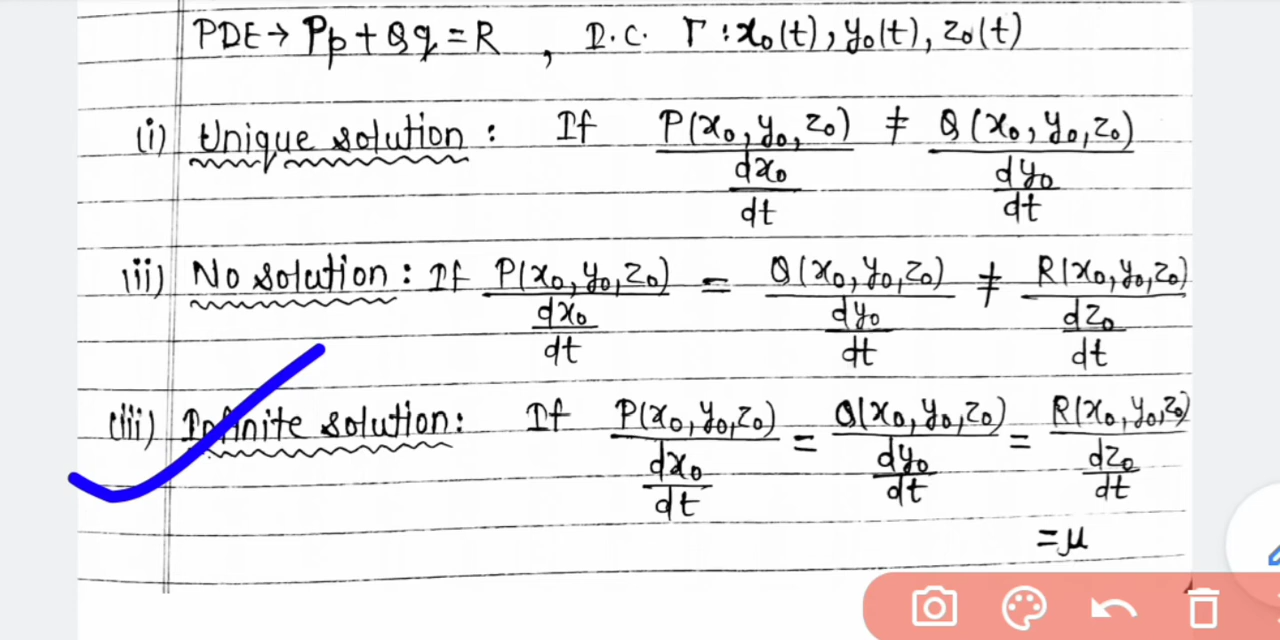 PDE→ Pp + Qq = R , I.C. Γ : x₀(t), y₀(t), z₀(t)
(i) Unique solution : If P(x₀, y₀, z₀) / (dx₀/dt) ≠ Q(x₀, y₀, z₀) / (dy₀/dt)
(ii) No solution : If P(x₀, y₀, z₀) / (dx₀/dt) = Q(x₀, y₀, z₀) / (dy₀/dt) ≠ R(x₀, y₀, z₀) / (dz₀/dt)
(iii) Infinite solution : If P(x₀, y₀, z₀) / (dx₀/dt) = Q(x₀, y₀, z₀) / (dy₀/dt) = R(x₀, y₀, z₀) / (dz₀/dt)
= μ